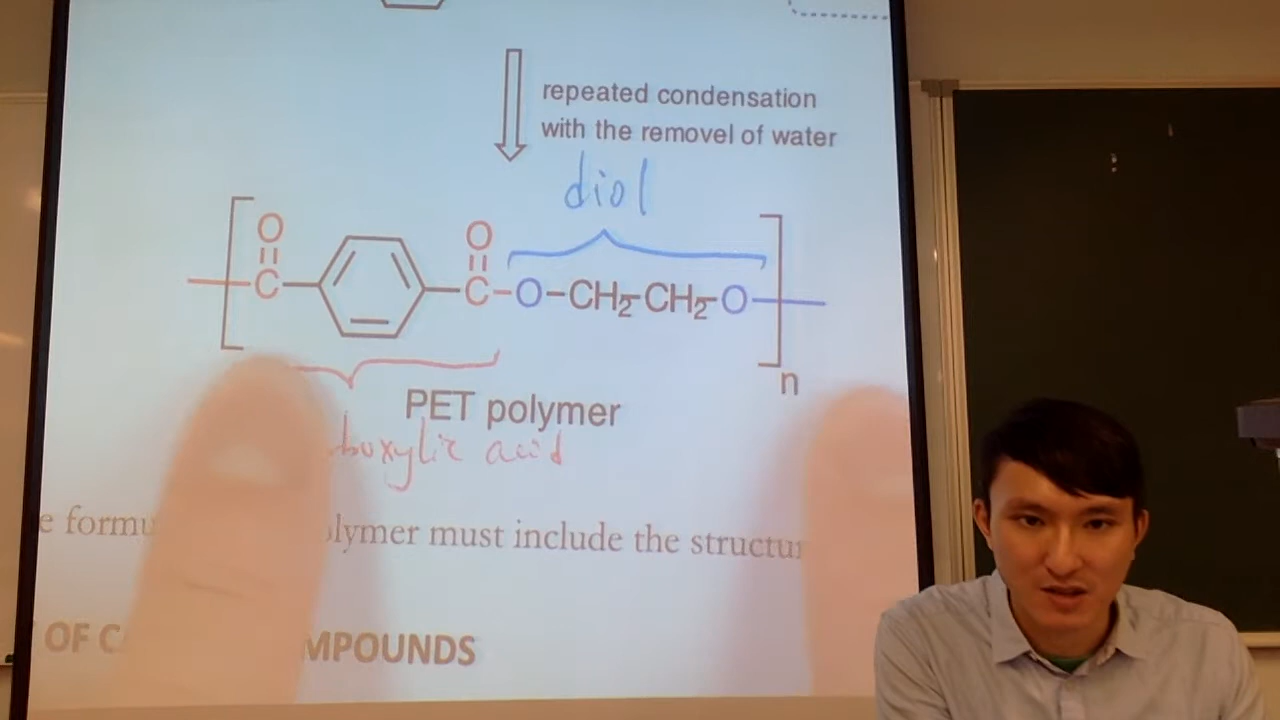 repeated condensation
with the removel of water
diol
O O
C C-O-CH2-CH2-O
n
PET polymer
boxylic acid
e formu lymer must include the structur
OF C MPOUNDS